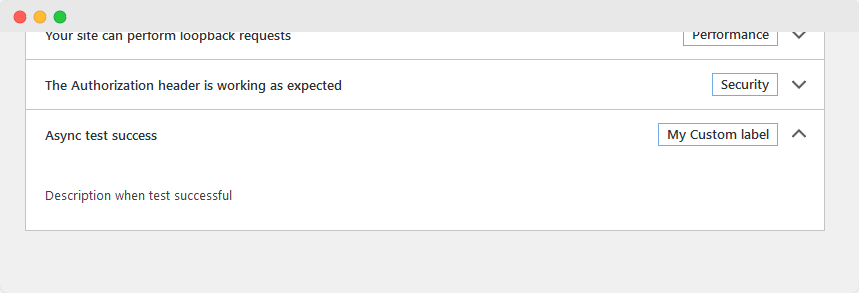 Your site can perform loopback requests
Performance
The Authorization header is working as expected
Security
Async test success
My Custom label
Description when test successful